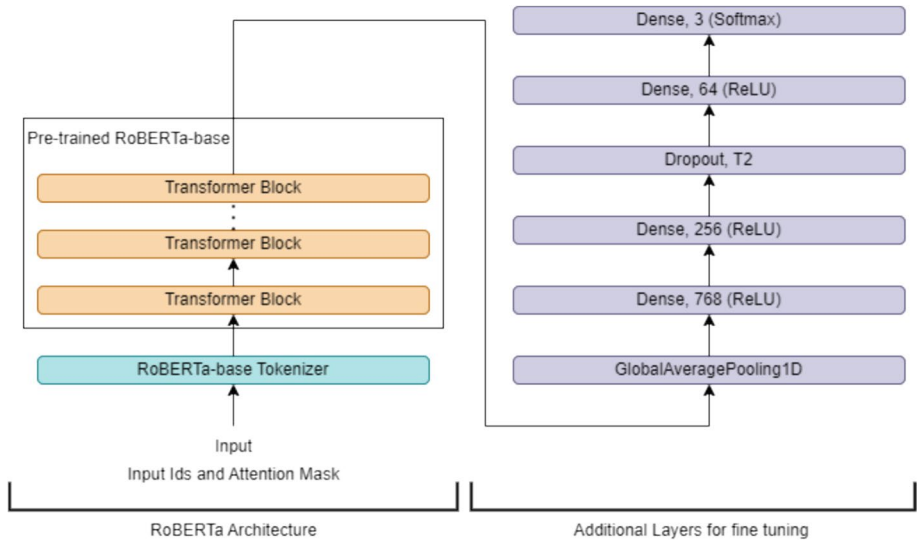 Pre-trained RoBERTa-base
Transformer Block
Transformer Block
Transformer Block
RoBERTa-base Tokenizer
Input
Input Ids and Attention Mask
RoBERTa Architecture
Dense, 3 (Softmax)
Dense, 64 (ReLU)
Dropout, T2
Dense, 256 (ReLU)
Dense, 768 (ReLU)
GlobalAveragePooling1D
Additional Layers for fine tuning